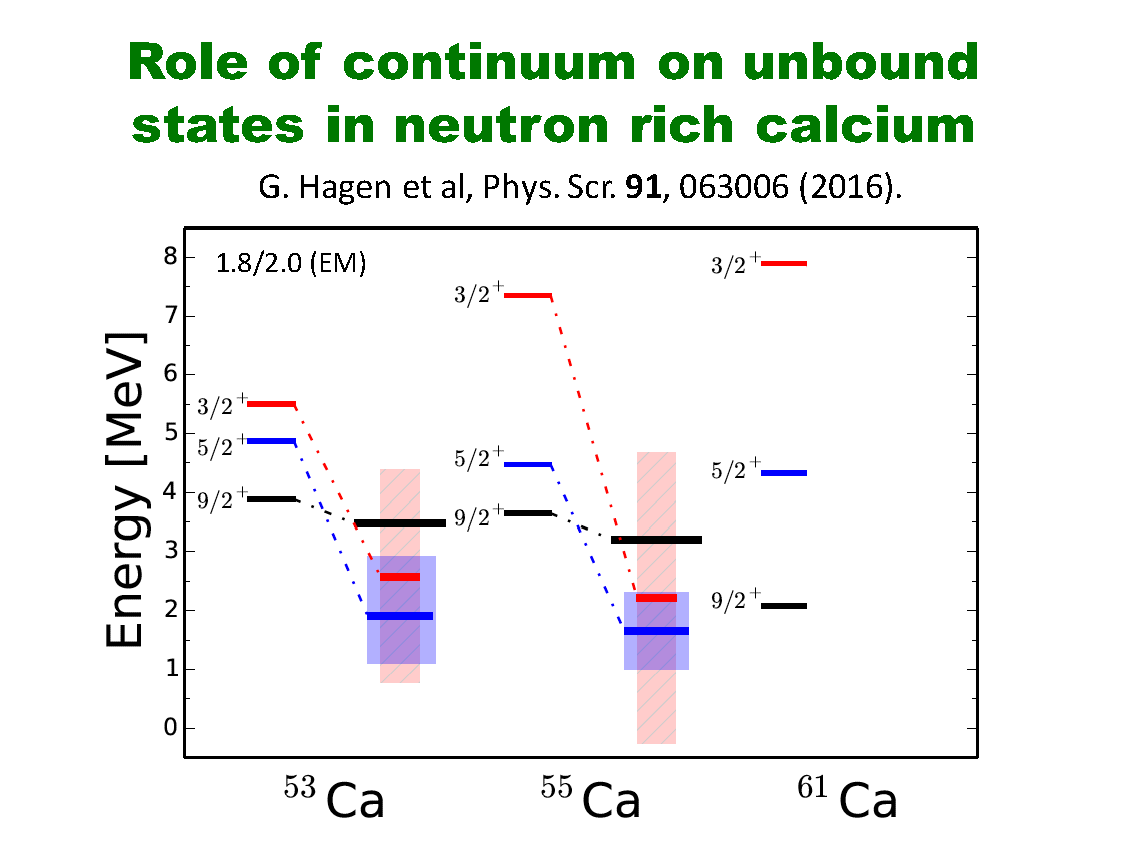 Role of continuum on unbound
states in neutron rich calcium
G. Hagen et al, Phys. Scr. 91, 063006 (2016).
1.8/2.0 (EM)
Energy [MeV]
8
7
6
5
4
3
2
1
0
3/2+
5/2+
9/2+
3/2+
5/2+
9/2+
3/2+
5/2+
9/2+
53Ca
55Ca
61Ca